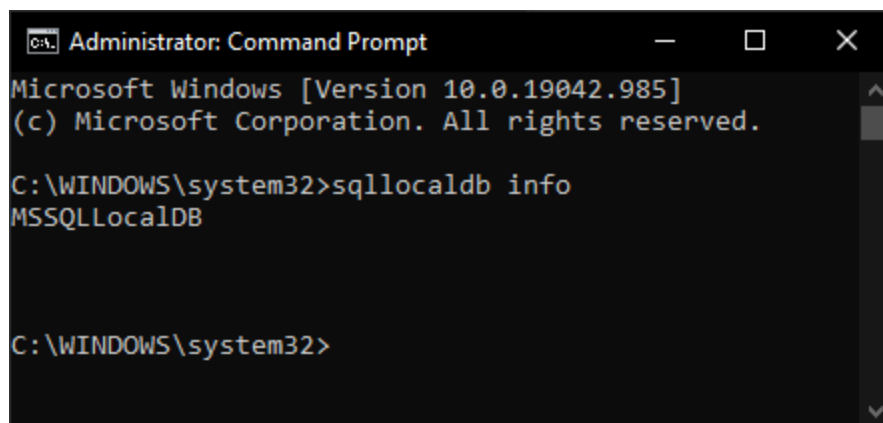 Administrator: Command Prompt
Microsoft Windows [Version 10.0.19042.985]
(c) Microsoft Corporation. All rights reserved.
C:\WINDOWS\system32>sqllocaldb info
MSSQLLocalDB
C:\WINDOWS\system32>